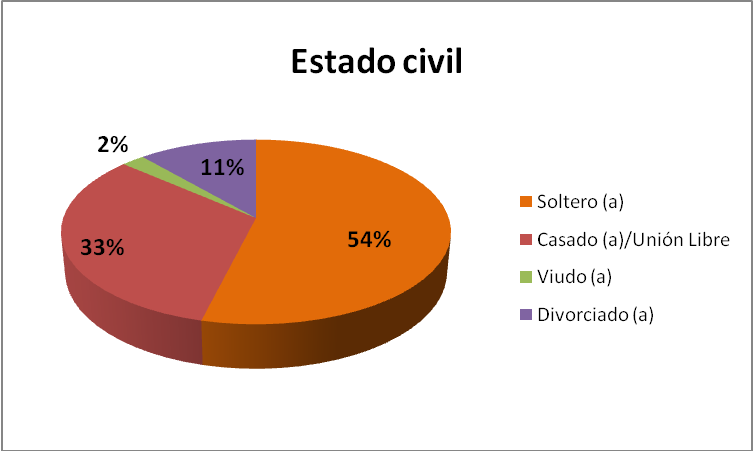 Estado civil
2%
11%
54%
33%
Soltero (a)
Casado (a)/Unión Libre
Viudo (a)
Divorciado (a)